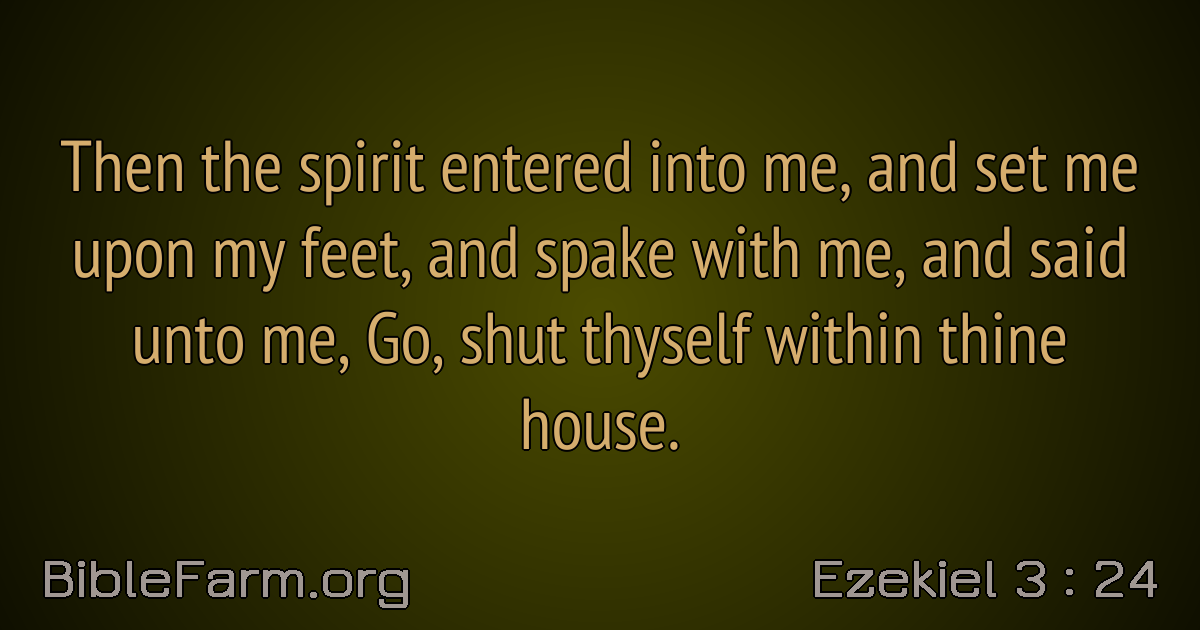 Then the spirit entered into me, and set me
upon my feet, and spake with me, and said
unto me, Go, shut thyself within thine
house.
BibleFarm.org
Ezekiel 3 : 24